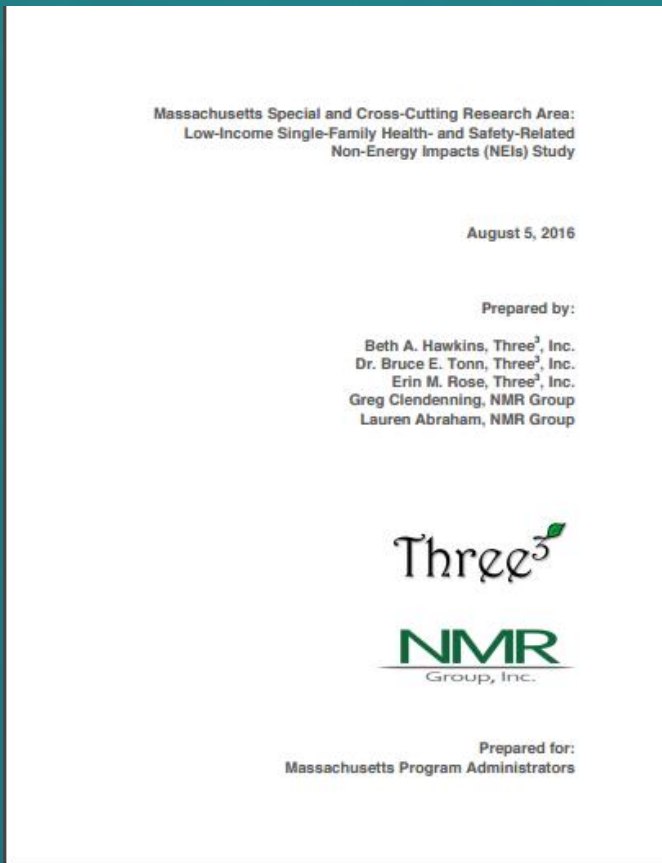 Massachusetts Special and Cross-Cutting Research Area:
Low-Income Single-Family Health- and Safety-Related
Non-Energy Impacts (NEIs) Study
August 5, 2016
Prepared by:
Beth A. Hawkins, Three³, Inc.
Dr. Bruce E. Tonn, Three³, Inc.
Erin M. Rose, Three³, Inc.
Greg Clendenning, NMR Group
Lauren Abraham, NMR Group
Three³
NMR
Group, Inc.
Prepared for:
Massachusetts Program Administrators